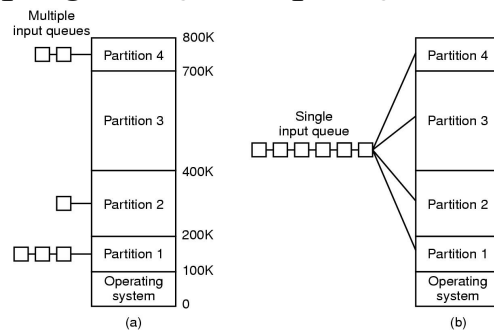 Multiple
input queues
800K
Partition 4
700K
Partition 3
400K
Partition 2
200K
Partition 1
100K
Operating
system
0
(a)
Single
input queue
Partition 4
Partition 3
Partition 2
Partition 1
Operating
system
(b)